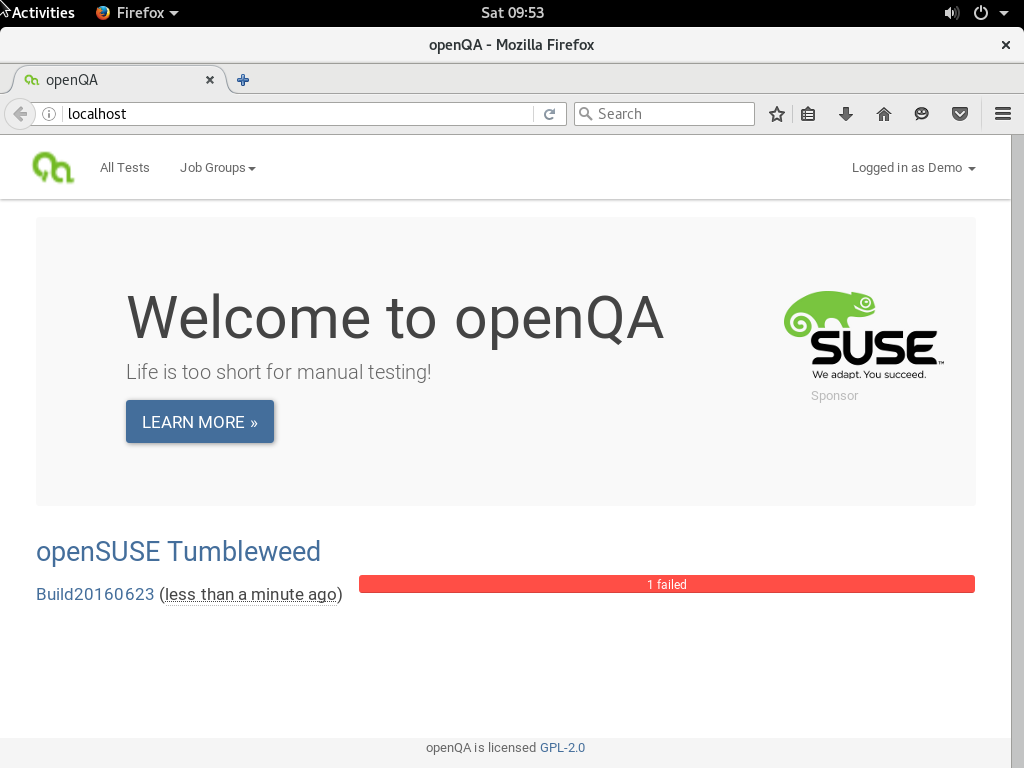 Activities Firefox Sat 09:53
openQA - Mozilla Firefox
openQA
localhost Search
All Tests Job Groups Logged in as Demo
Welcome to openQA
Life is too short for manual testing!
LEARN MORE »
SUSE™
We adapt. You succeed.
Sponsor
openSUSE Tumbleweed
Build20160623 (less than a minute ago) 1 failed
openQA is licensed GPL-2.0